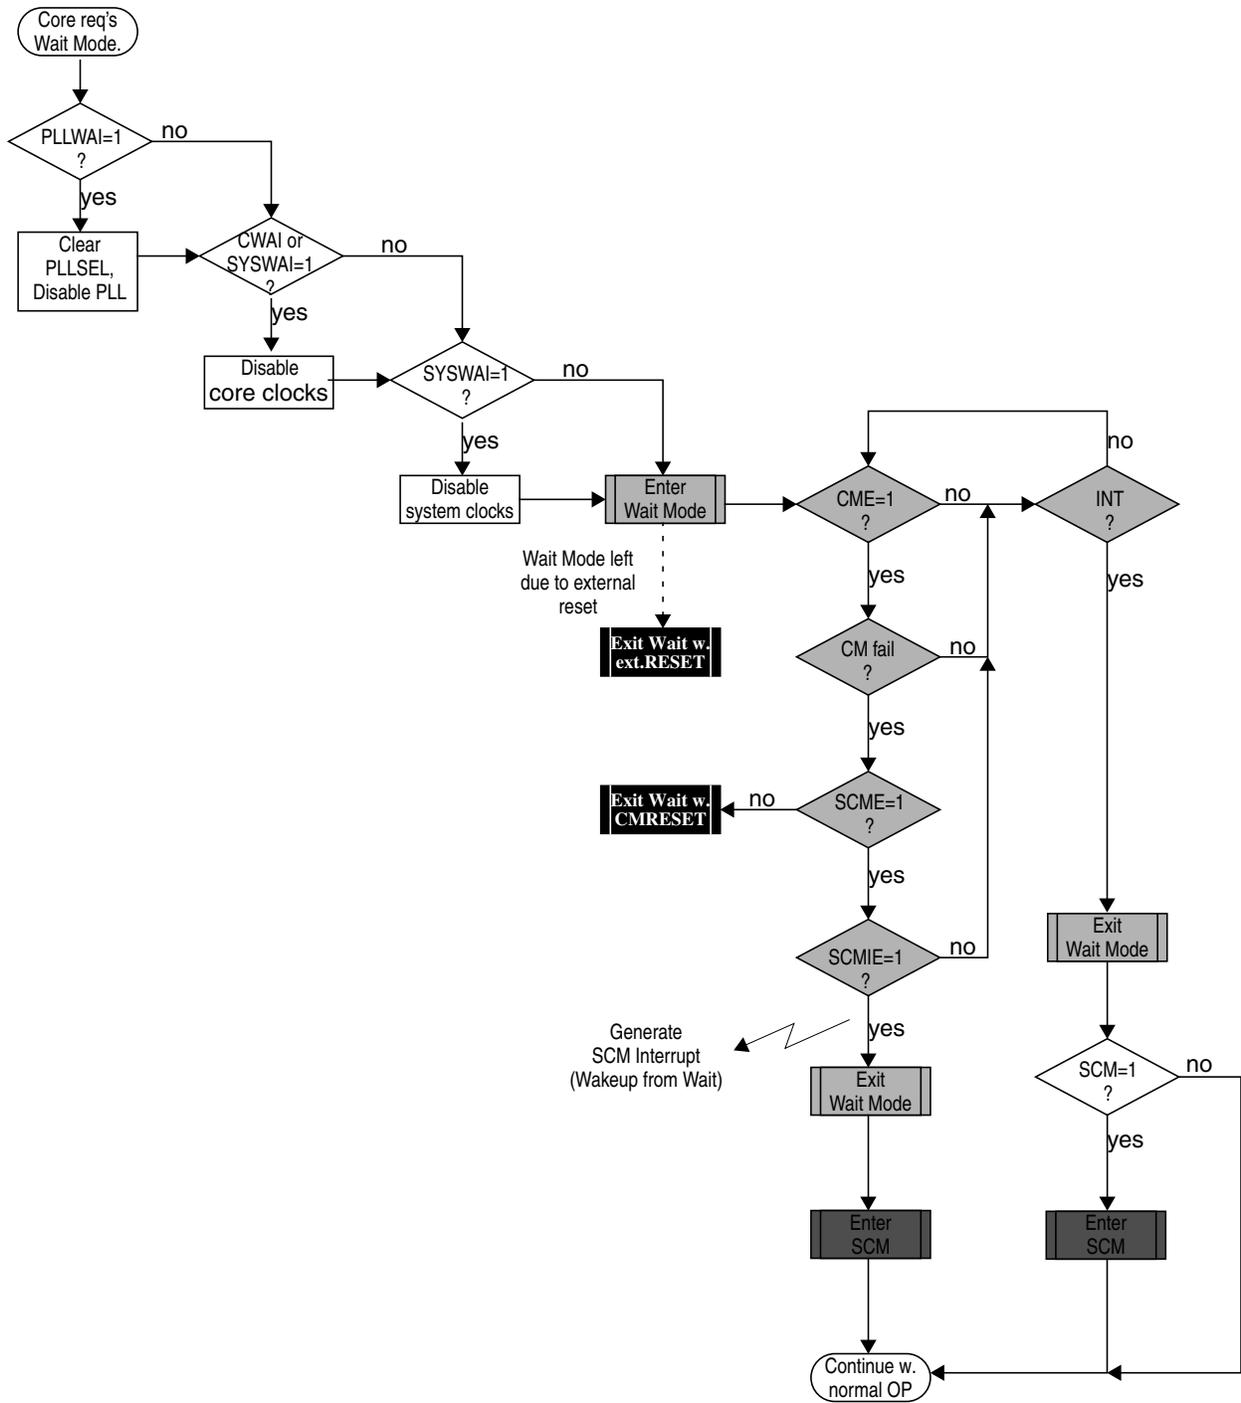 Core req's
Wait Mode.
PLLWAI=1
?
no
yes
Clear
PLLSEL,
Disable PLL
CWAI or
SYSWAI=1
?
no
yes
Disable
core clocks
SYSWAI=1
?
no
yes
Disable
system clocks
Enter
Wait Mode
Wait Mode left
due to external
reset
Exit Wait w.
ext.RESET
CME=1
?
no
yes
INT
?
no
yes
CM fail
?
no
yes
SCME=1
?
no
yes
Exit Wait w.
CMRESET
SCMIE=1
?
no
yes
Generate
SCM Interrupt
(Wakeup from Wait)
Exit
Wait Mode
Enter
SCM
Exit
Wait Mode
SCM=1
?
no
yes
Enter
SCM
Continue w.
normal OP